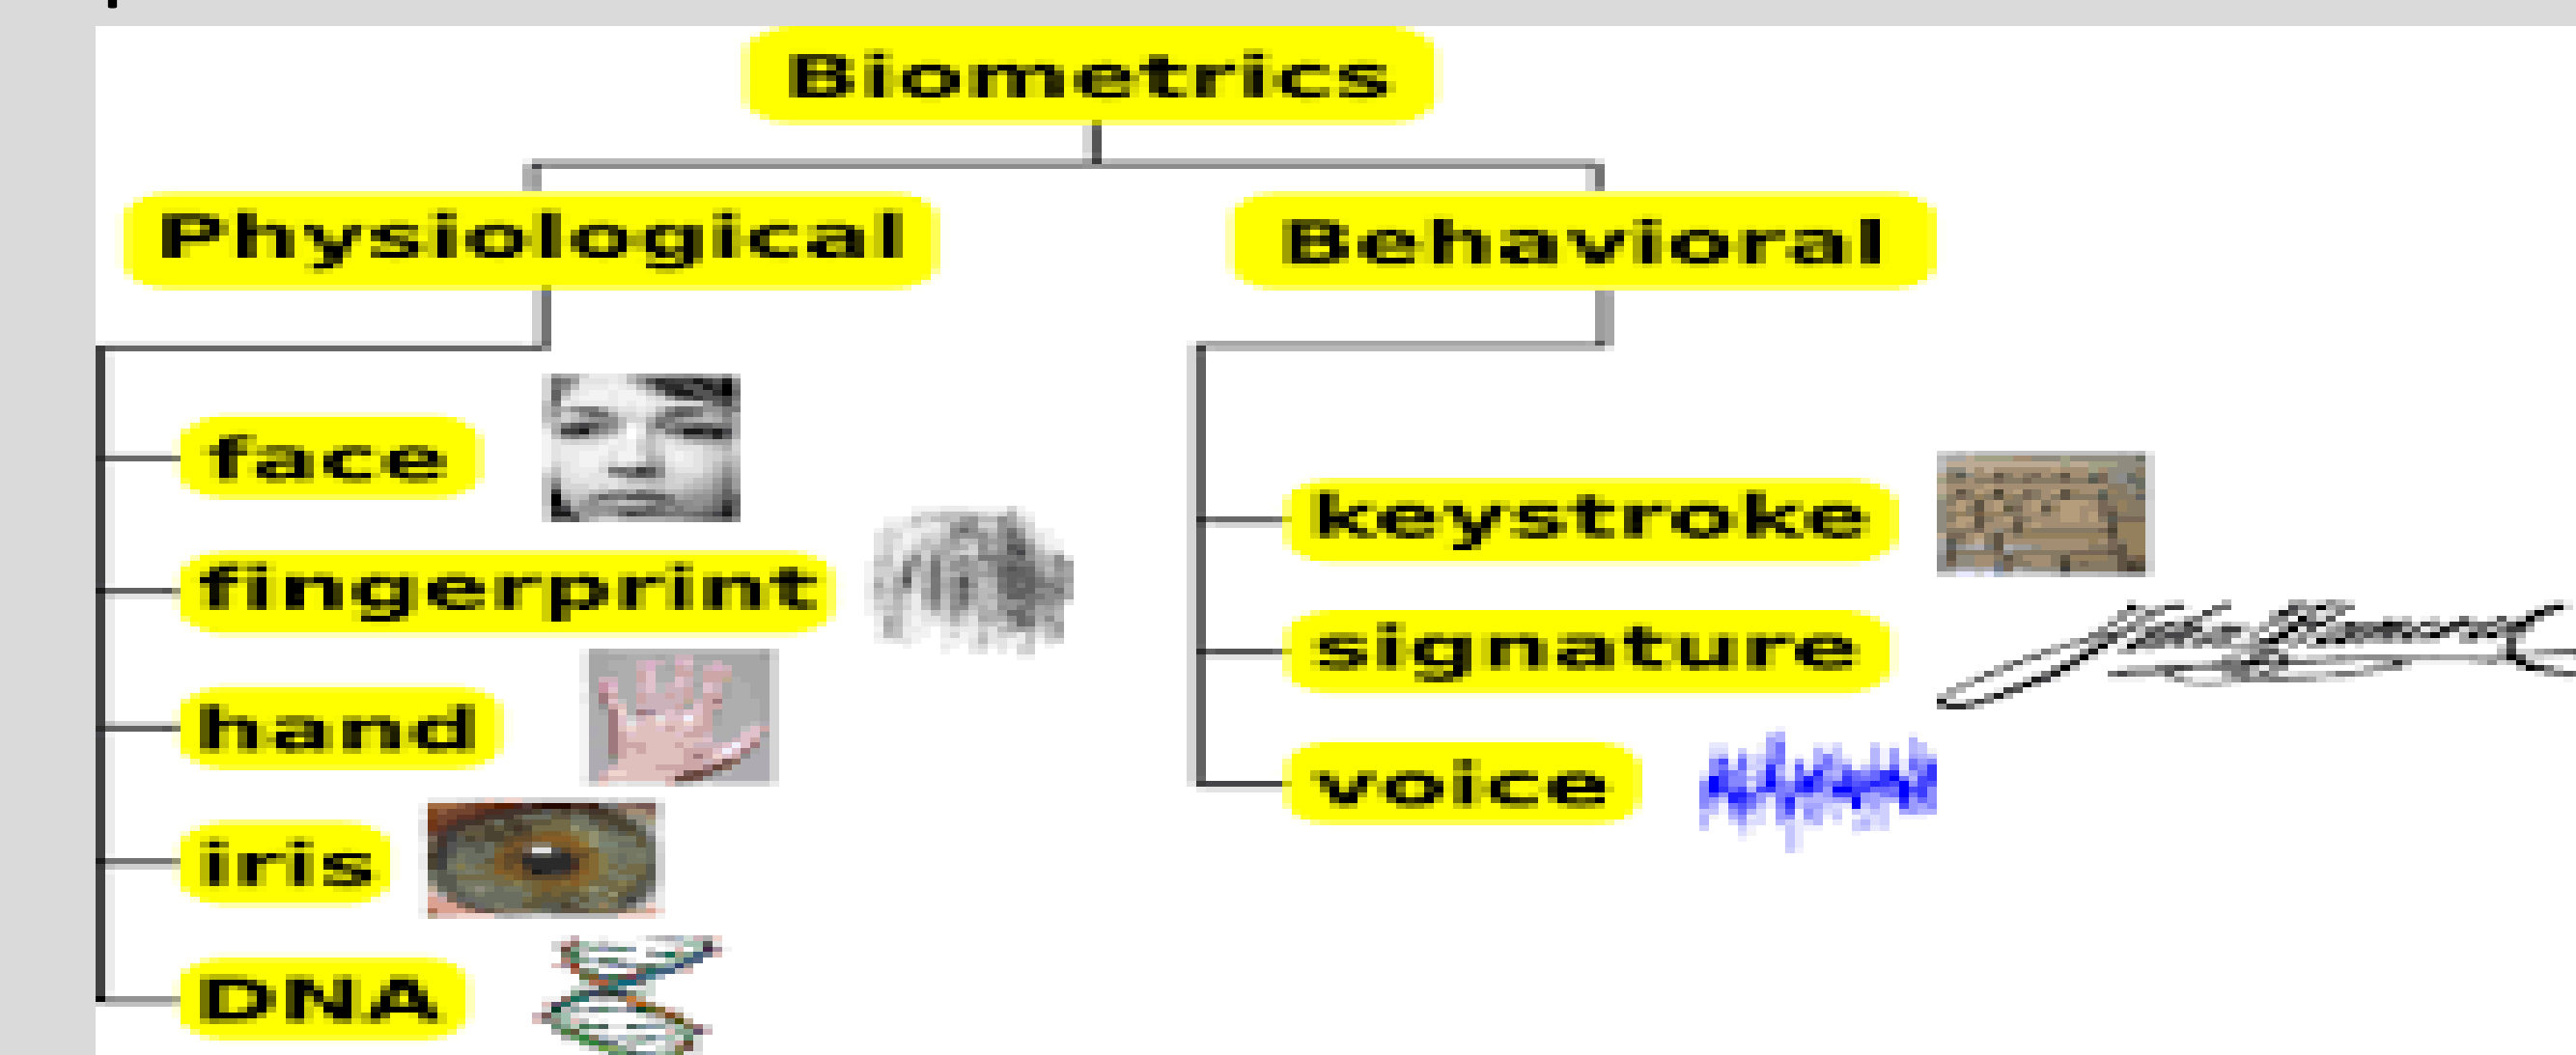 Biometrics
Physiological
Behavioral
face
fingerprint
hand
iris
DNA
keystroke
signature
voice